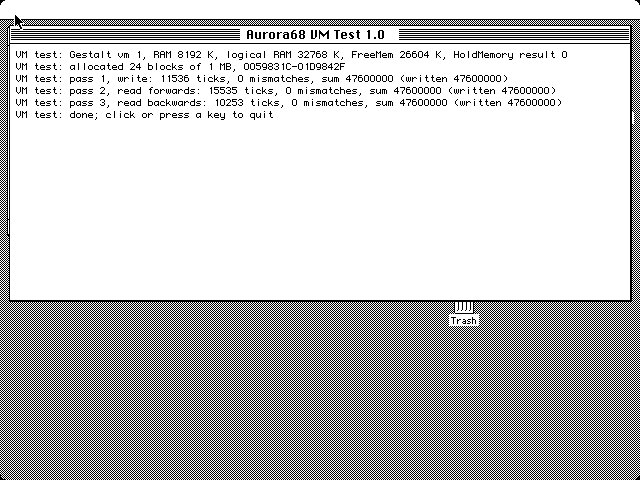 Aurora68 VM Test 1.0
VM test: Gestalt vm 1, RAM 8192 K, logical RAM 32768 K, FreeMem 26604 K, HoldMemory result 0
VM test: allocated 24 blocks of 1 MB, 0059831C-01D9842F
VM test: pass 1, write: 11536 ticks, 0 mismatches, sum 47600000 (written 47600000)
VM test: pass 2, read forwards: 15535 ticks, 0 mismatches, sum 47600000 (written 47600000)
VM test: pass 3, read backwards: 10253 ticks, 0 mismatches, sum 47600000 (written 47600000)
VM test: done; click or press a key to quit
Trash